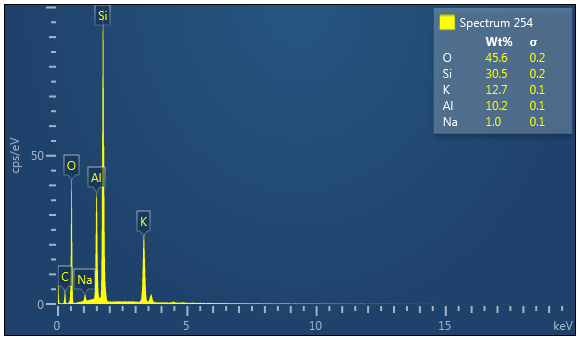 Si
Spectrum 254
Wt% σ
O 45.6 0.2
Si 30.5 0.2
K 12.7 0.1
Al 10.2 0.1
Na 1.0 0.1
cps/eV
50
O
Al
K
C
Na
0
0 5 10 15 keV